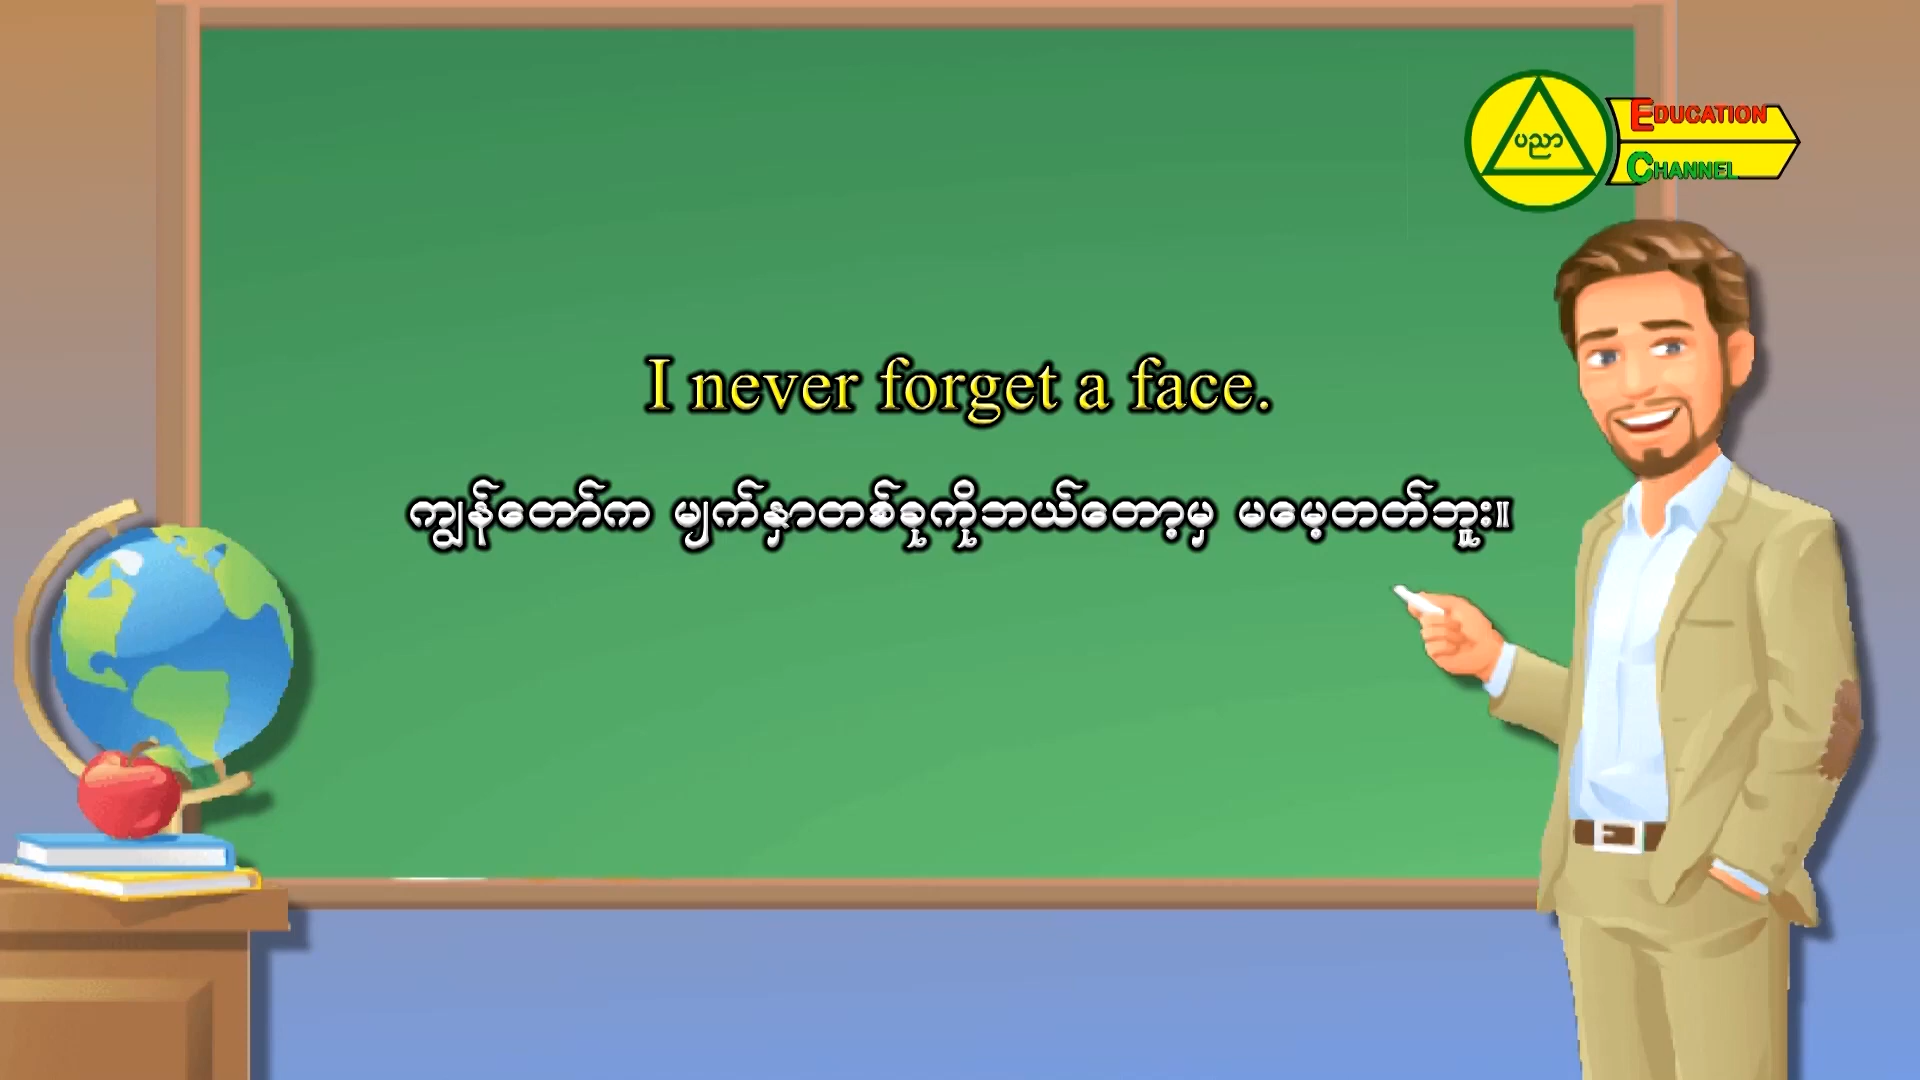 ပညာ
EDUCATION
CHANNEL
I never forget a face.
ကျွန်တော်က မျက်နှာတစ်ခုကိုဘယ်တော့မှ မမေ့တတ်ဘူး။